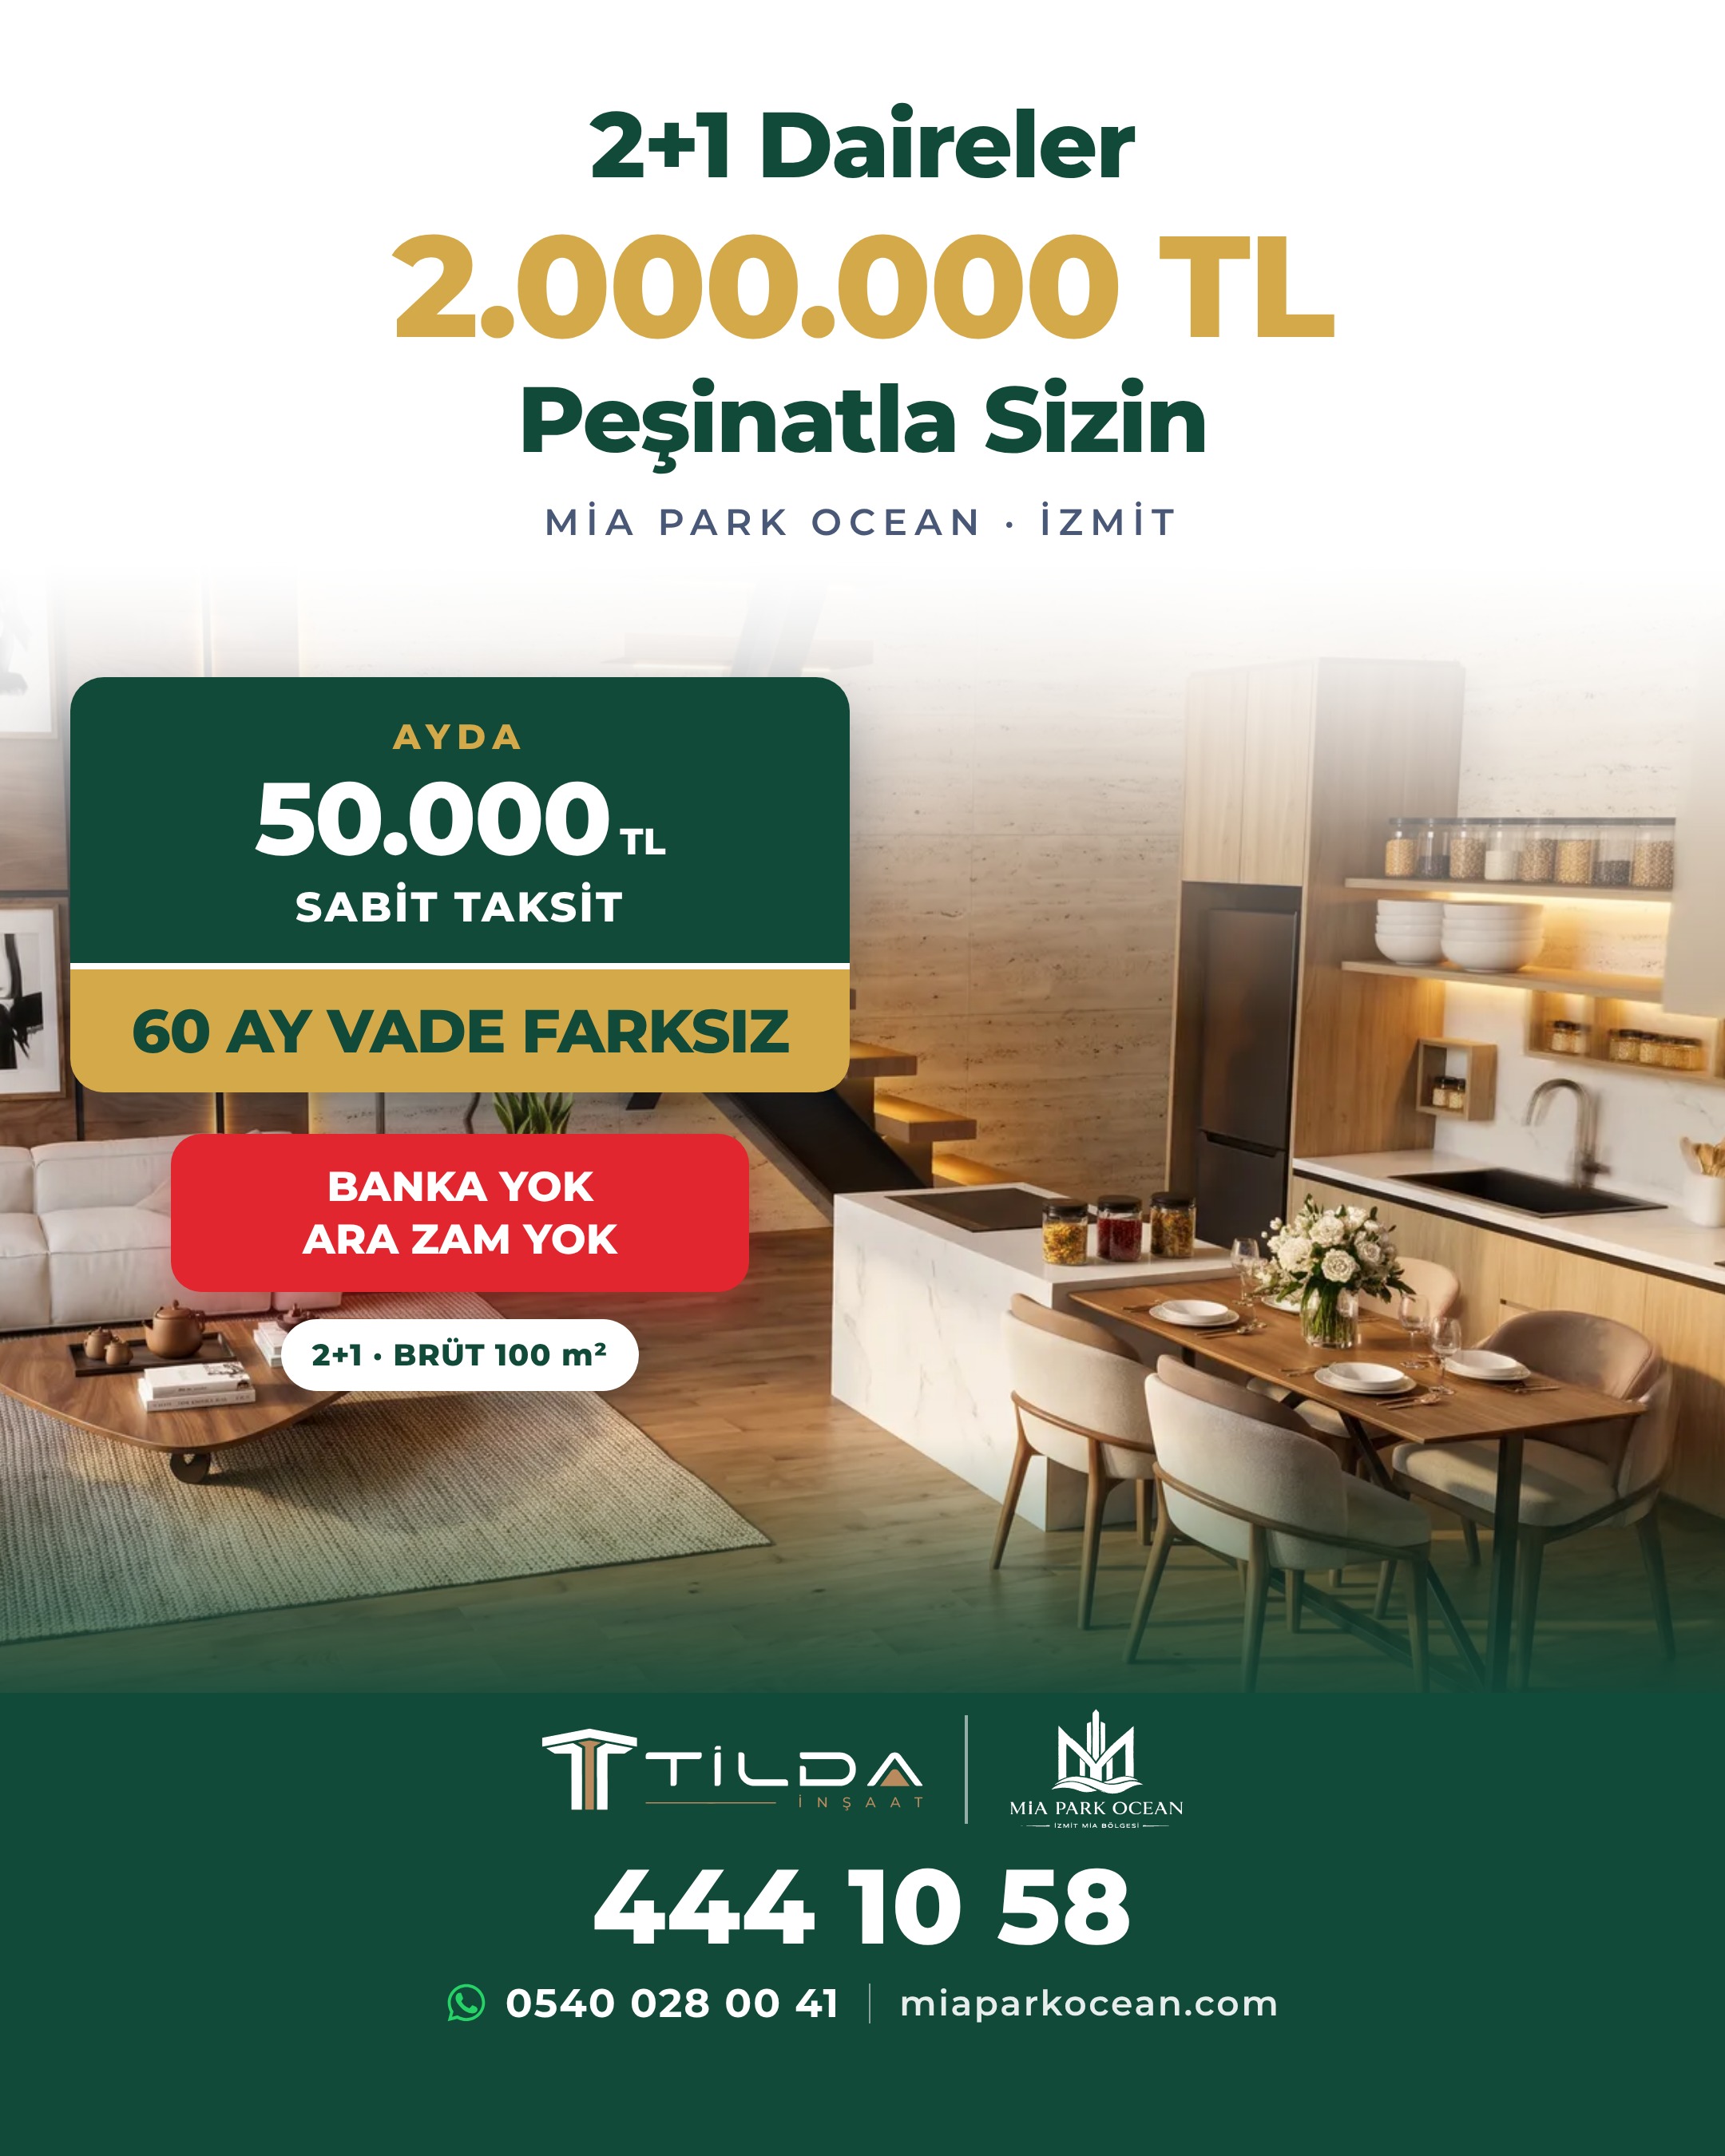 2+1 Daireler
2.000.000 TL
Peşinatla Sizin
MİA PARK OCEAN · İZMİT
AYDA
50.000 TL
SABİT TAKSİT
60 AY VADE FARKSIZ
BANKA YOK
ARA ZAM YOK
2+1 · BRÜT 100 m²
TİLDA
İNŞAAT
MİA PARK OCEAN
İZMİT MİA BÖLGESİ
444 10 58
0540 028 00 41
miaparkocean.com